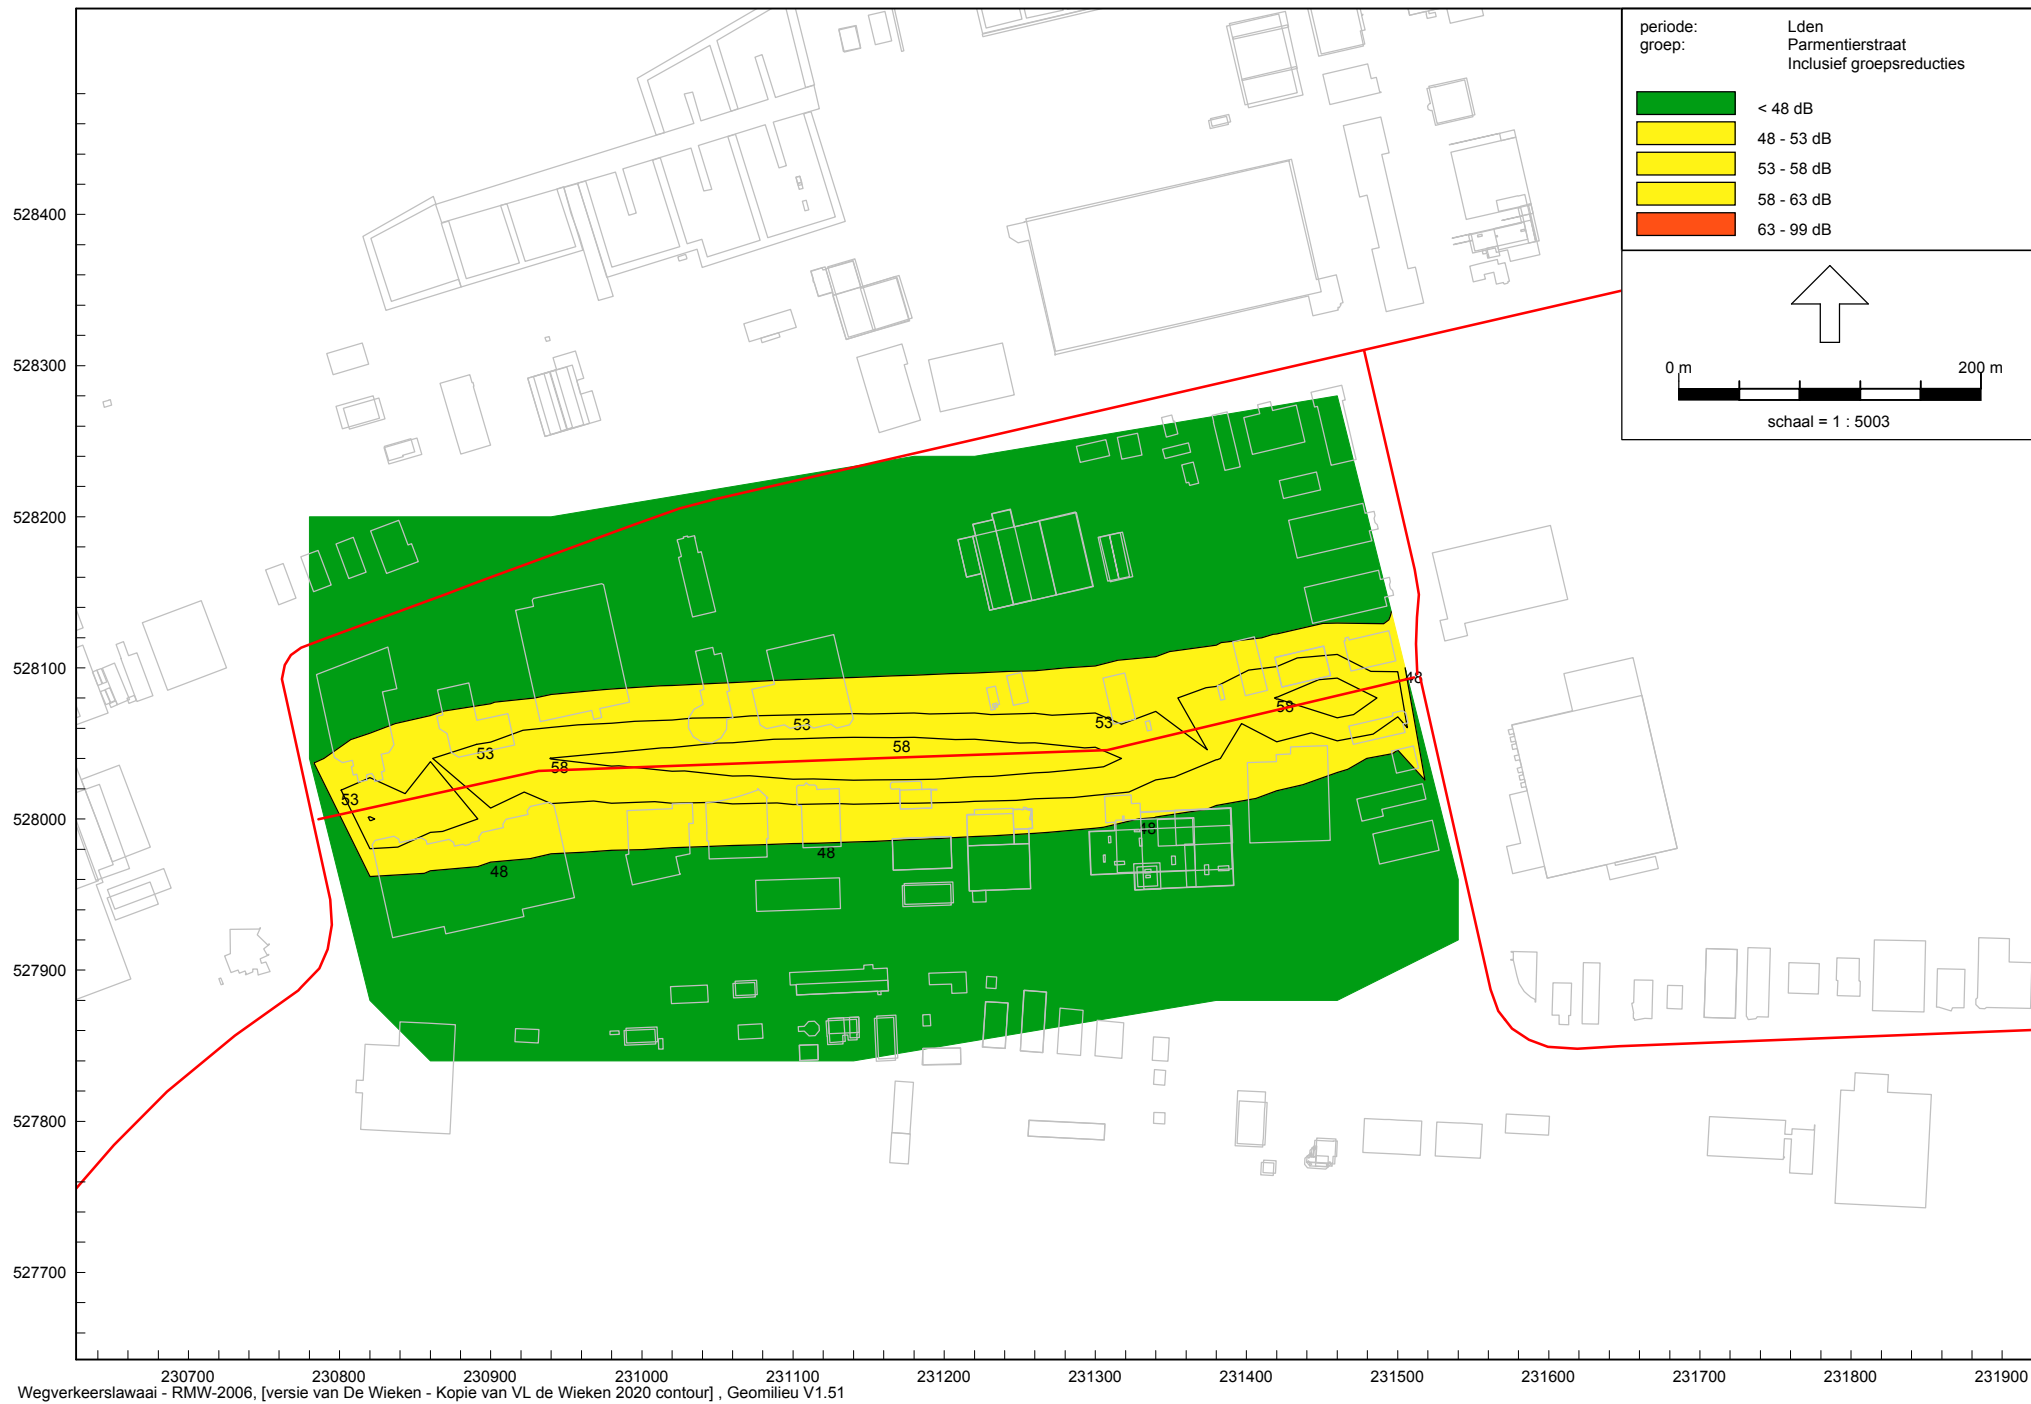 periode: Lden
groep: Parmentierstraat
Inclusief groepsreducties
< 48 dB
48 - 53 dB
53 - 58 dB
58 - 63 dB
63 - 99 dB
0 m 200 m
schaal = 1 : 5003
528400
528300
528200
528100
528000
527900
527800
527700
48
58
53
53
58
53
58
53
48
48
48
230700 230800 230900 231000 231100 231200 231300 231400 231500 231600 231700 231800 231900
Wegverkeerslawaai - RMW-2006, [versie van De Wieken - Kopie van VL de Wieken 2020 contour] , Geomilieu V1.51